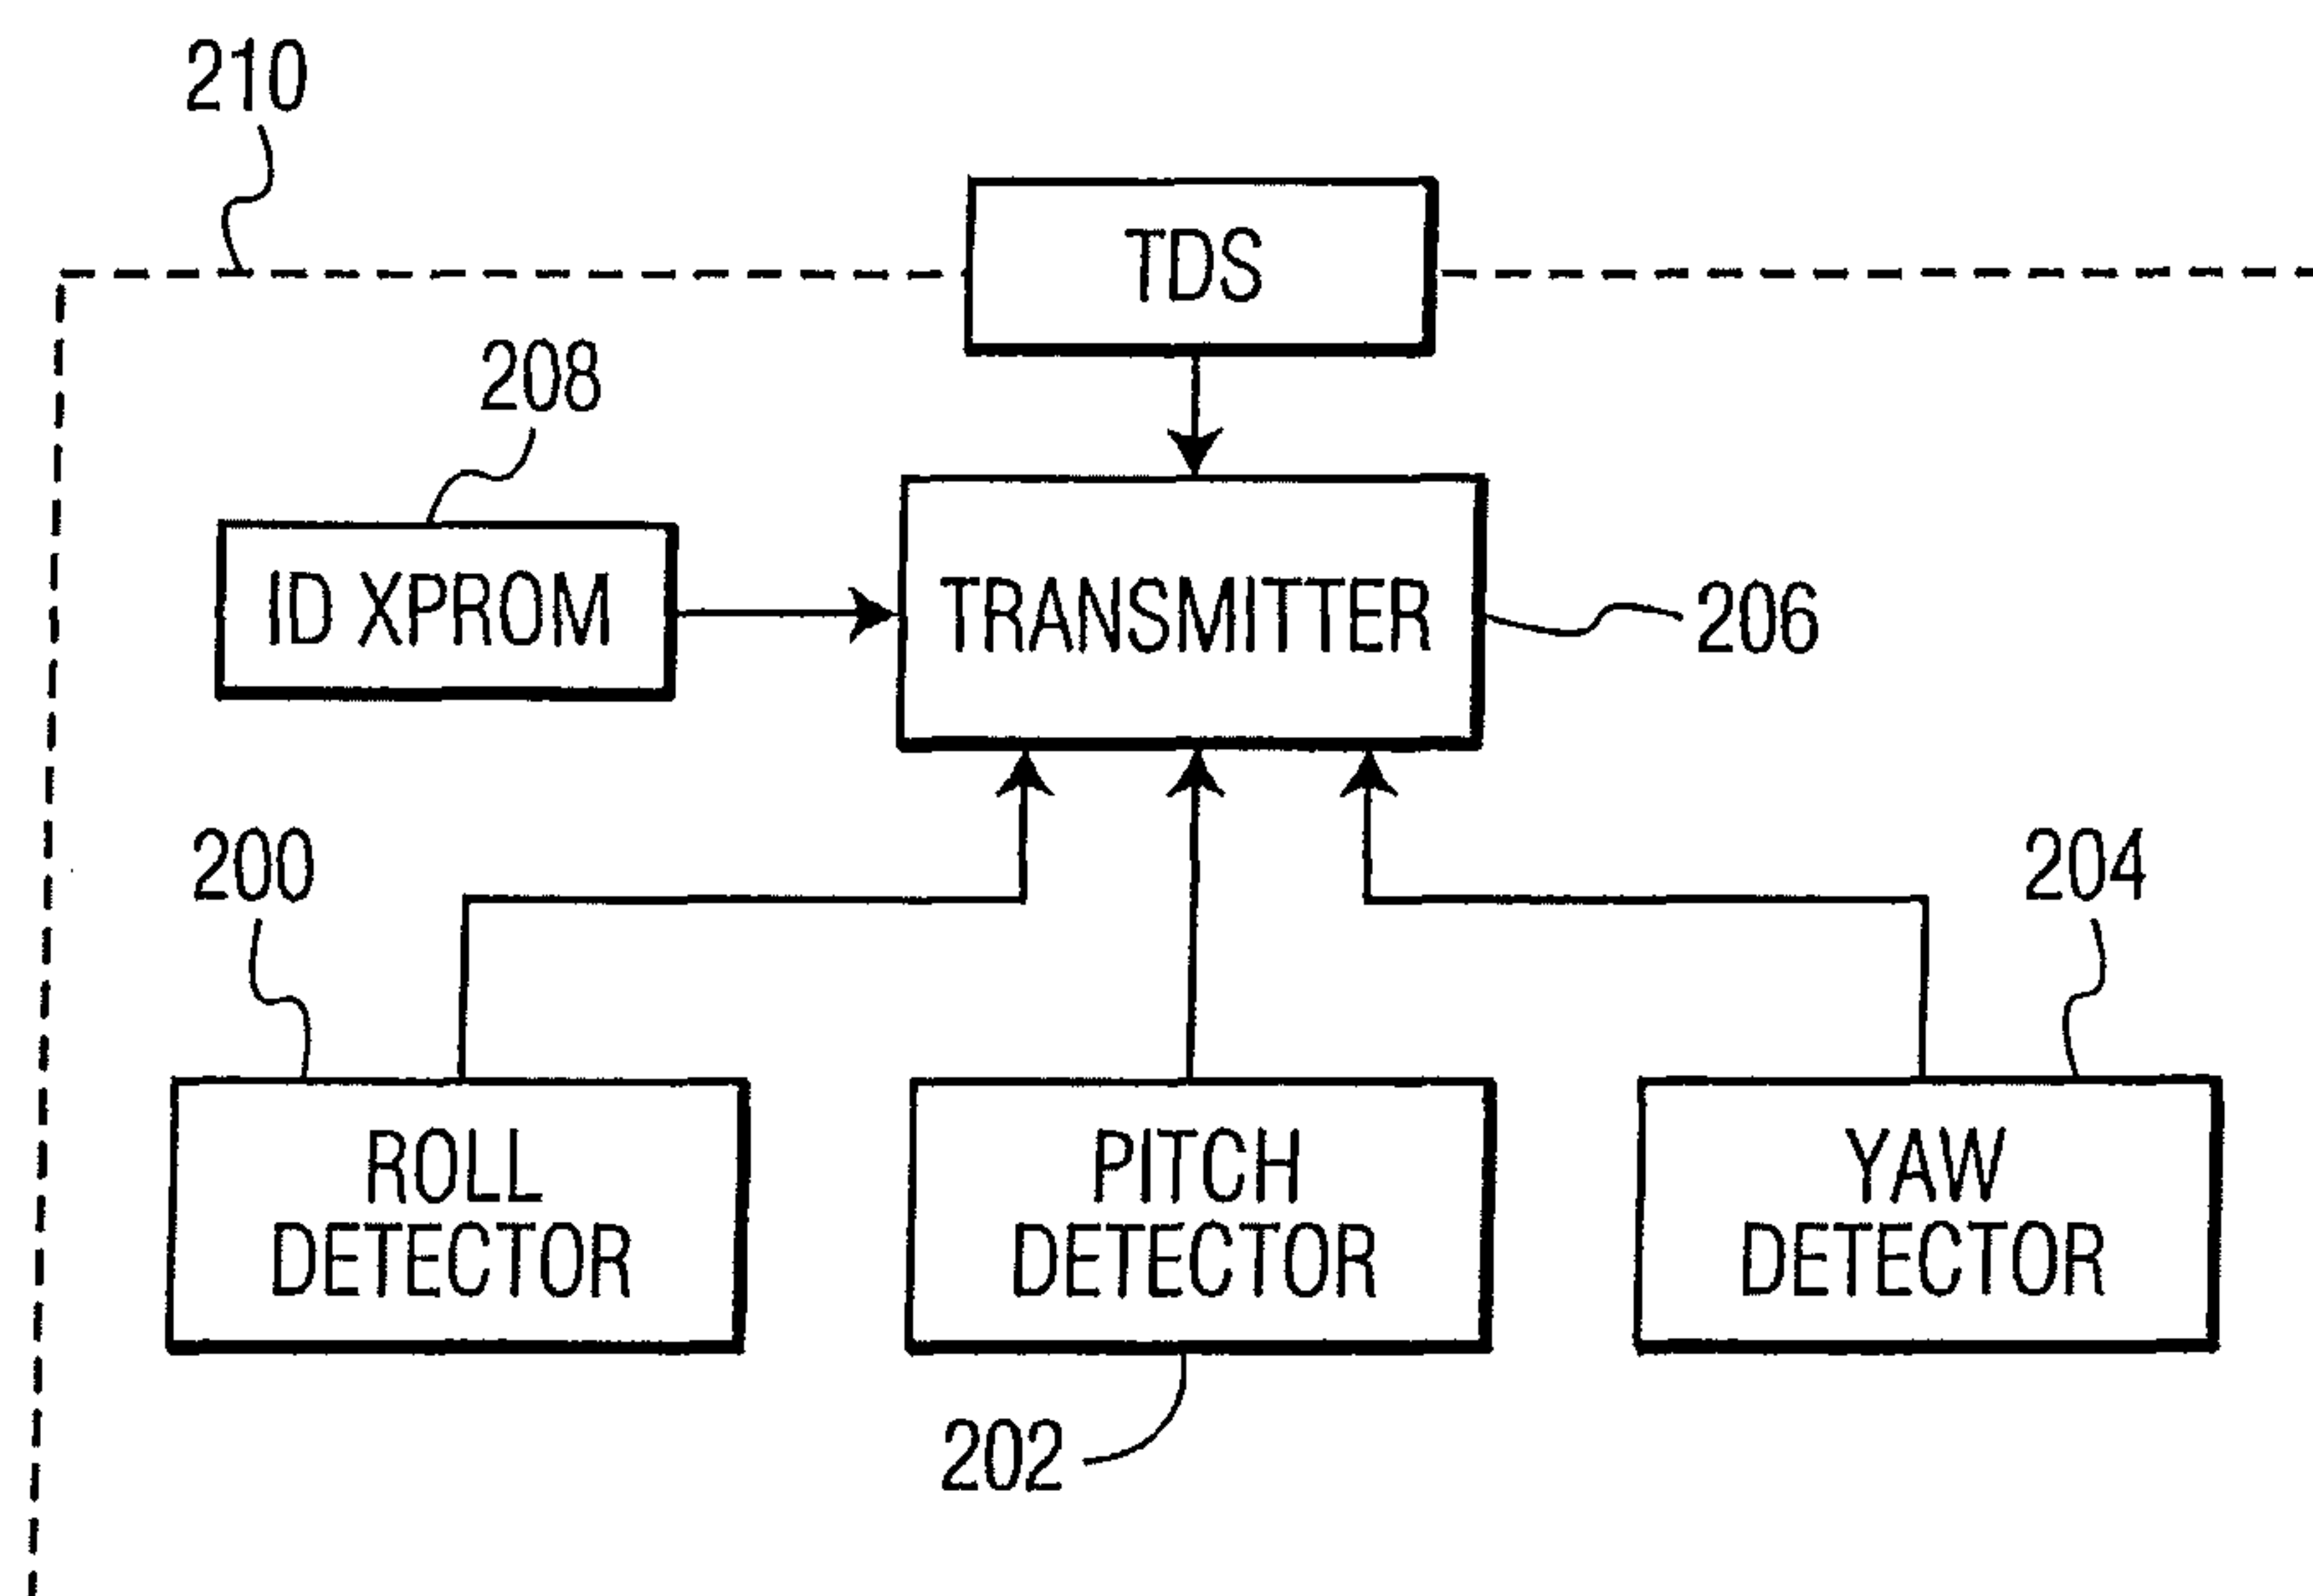 210
TDS
208
ID XPROM
TRANSMITTER
206
200
204
ROLL
DETECTOR
PITCH
DETECTOR
YAW
DETECTOR
202